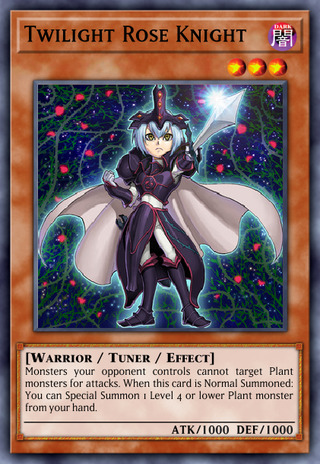 Twilight Rose Knight
DARK
闇
[Warrior / Tuner / Effect]
Monsters your opponent controls cannot target Plant
monsters for attacks. When this card is Normal Summoned:
You can Special Summon 1 Level 4 or lower Plant monster
from your hand.
ATK/1000 DEF/1000